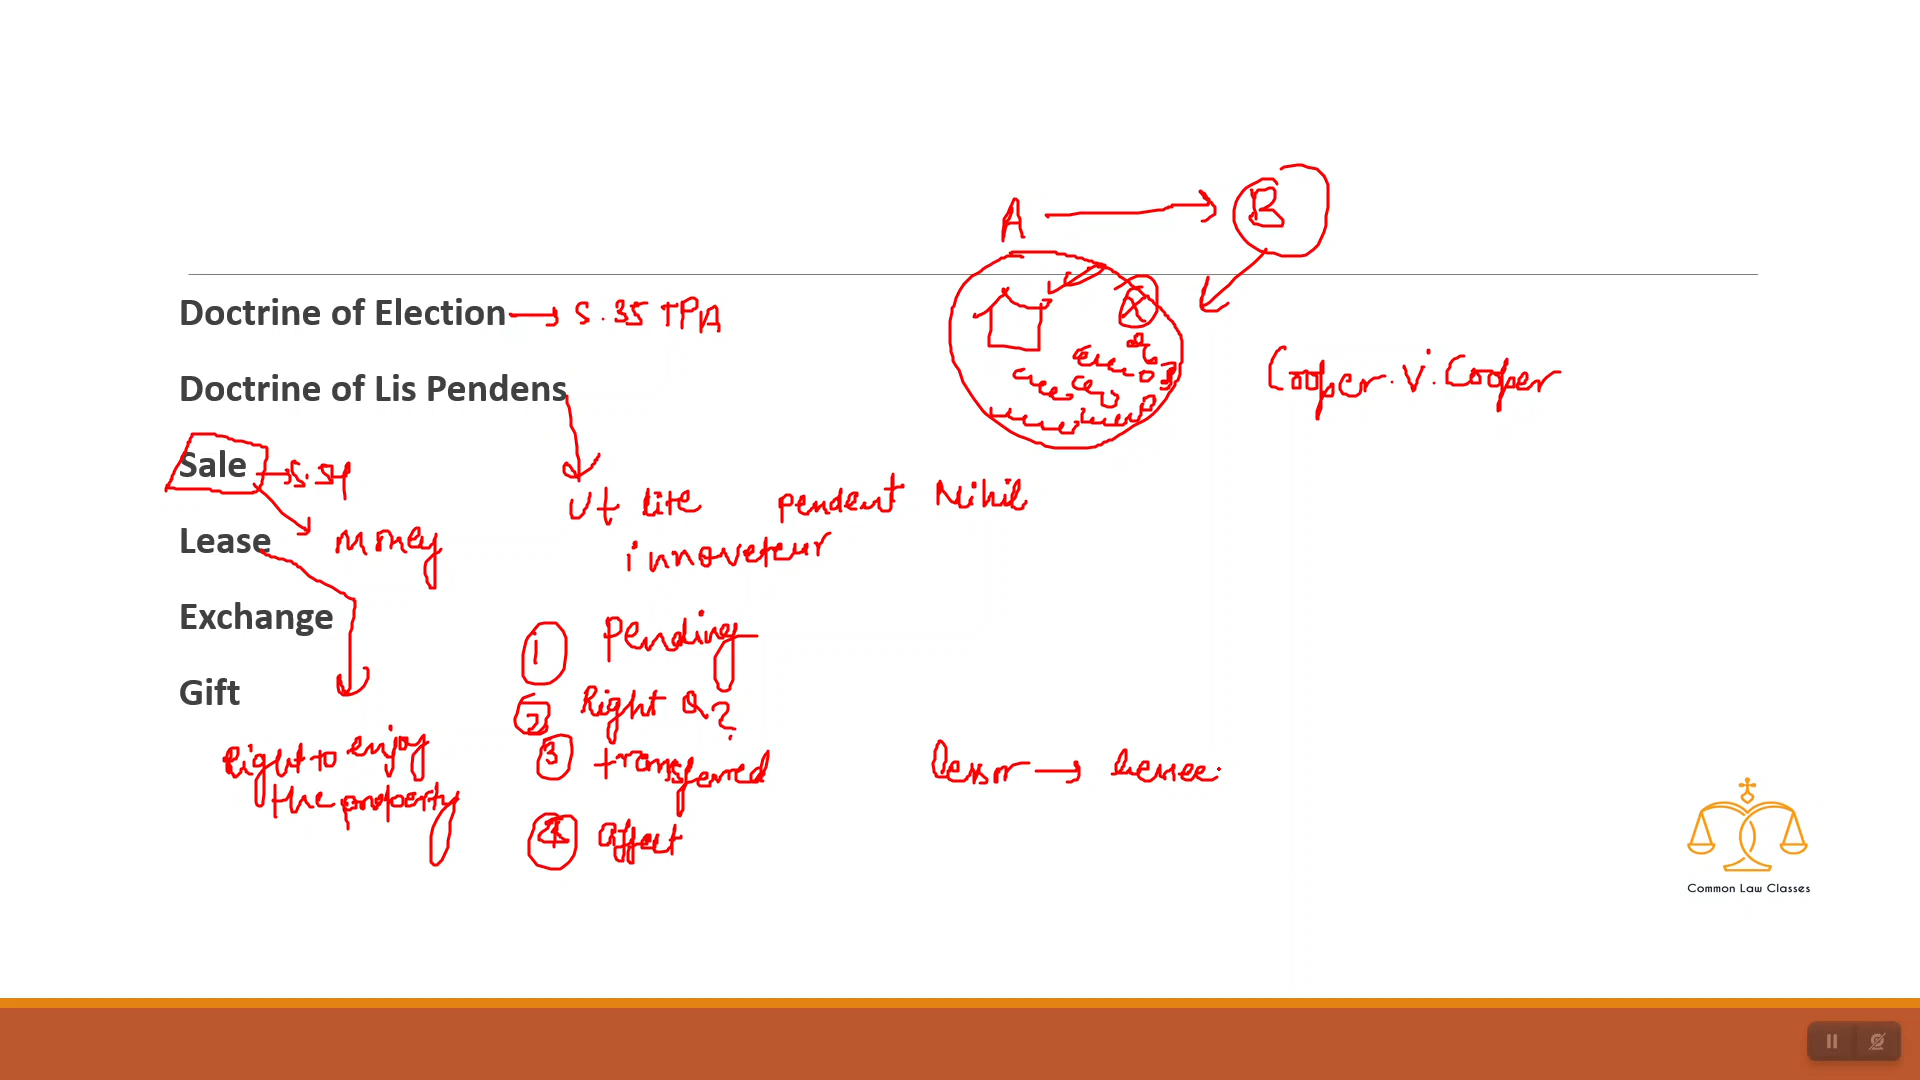 A → B
Doctrine of Election → S.35 TPA
Doctrine of Lis Pendens
Cooper v. Cooper
Sale → S.54
Ut lite pendent Nihil
innoveteur
Lease
Money
Exchange
① Pending
Gift
② Right Q?
Right to enjoy
the property
③ transferred
Lessor → lessee
④ affect
Common Law Classes